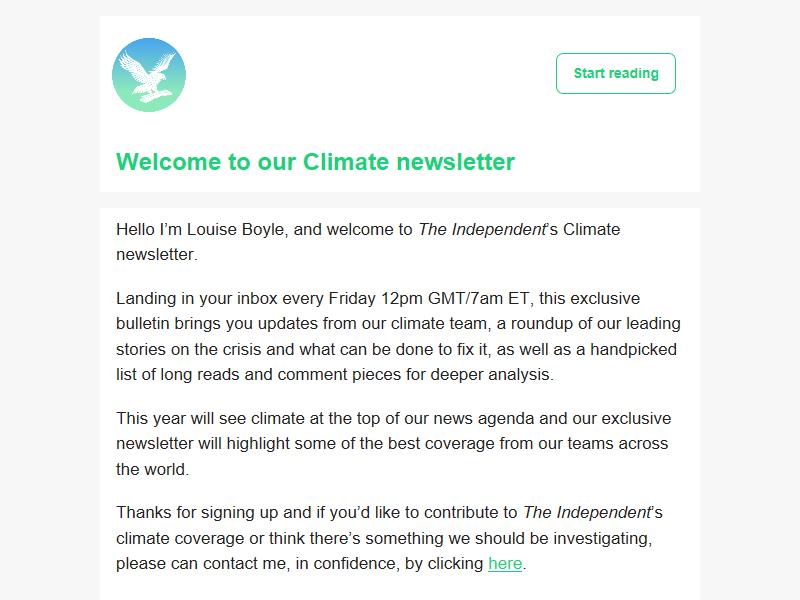 Start reading
Welcome to our Climate newsletter
Hello I’m Louise Boyle, and welcome to The Independent’s Climate
newsletter.
Landing in your inbox every Friday 12pm GMT/7am ET, this exclusive
bulletin brings you updates from our climate team, a roundup of our leading
stories on the crisis and what can be done to fix it, as well as a handpicked
list of long reads and comment pieces for deeper analysis.
This year will see climate at the top of our news agenda and our exclusive
newsletter will highlight some of the best coverage from our teams across
the world.
Thanks for signing up and if you’d like to contribute to The Independent’s
climate coverage or think there’s something we should be investigating,
please can contact me, in confidence, by clicking here.